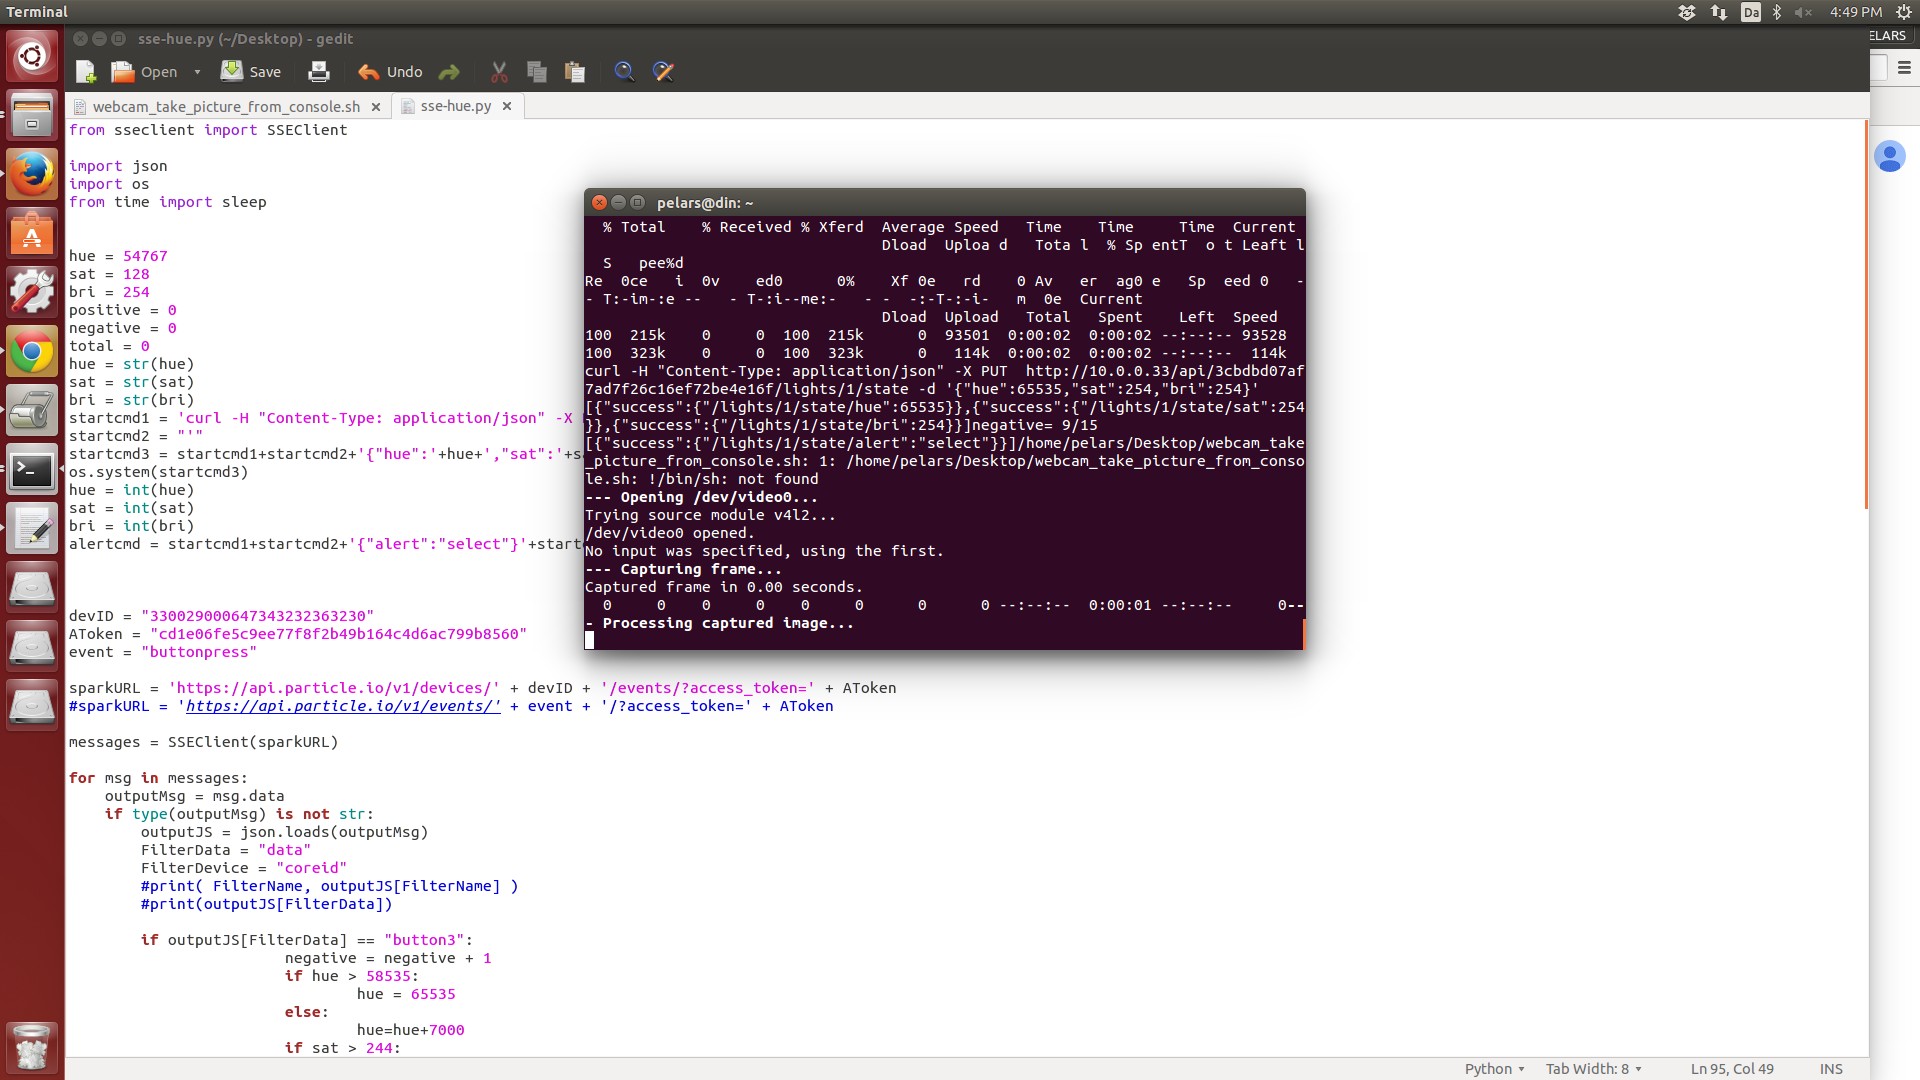 Terminal
Da
4:49 PM
sse-hue.py (~/Desktop) - gedit
ELARS
Open
Save
Undo
webcam_take_picture_from_console.sh
sse-hue.py
from sseclient import SSEClient
import json
import os
from time import sleep
hue = 54767
sat = 128
bri = 254
positive = 0
negative = 0
total = 0
hue = str(hue)
sat = str(sat)
bri = str(bri)
startcmd1 = 'curl -H "Content-Type: application/json" -X
startcmd2 = "'"
startcmd3 = startcmd1+startcmd2+'{"hue":'+hue+',"sat":'+s
os.system(startcmd3)
hue = int(hue)
sat = int(sat)
bri = int(bri)
alertcmd = startcmd1+startcmd2+'{"alert":"select"}'+start
devID = "330029000647343232363230"
AToken = "cd1e06fe5c9ee77f8f2b49b164c4d6ac799b8560"
event = "buttonpress"
sparkURL = 'https://api.particle.io/v1/devices/' + devID + '/events/?access_token=' + AToken
#sparkURL = 'https://api.particle.io/v1/events/' + event + '/?access_token=' + AToken
messages = SSEClient(sparkURL)
for msg in messages:
outputMsg = msg.data
if type(outputMsg) is not str:
outputJS = json.loads(outputMsg)
FilterData = "data"
FilterDevice = "coreid"
#print( FilterName, outputJS[FilterName] )
#print(outputJS[FilterData])
if outputJS[FilterData] == "button3":
negative = negative + 1
if hue > 58535:
hue = 65535
else:
hue=hue+7000
if sat > 244:
pelars@din: ~
% Total    % Received % Xferd  Average Speed   Time    Time     Time  Current
Dload  Uploa d   Tota l  % Sp entT  o t Leaft l
S   pee%d
Re  0ce   i  0v    ed0      0%    Xf 0e   rd    0 Av   er  ag0 e   Sp  eed 0   -
- T:-im-:e --   - T-:i--me:-   - -  -:-T-:-i-   m  0e  Current
Dload  Upload   Total   Spent    Left  Speed
100  215k    0     0  100  215k      0  93501  0:00:02  0:00:02 --:--:-- 93528
100  323k    0     0  100  323k      0   114k  0:00:02  0:00:02 --:--:--  114k
curl -H "Content-Type: application/json" -X PUT  http://10.0.0.33/api/3cbdbd07af
7ad7f26c16ef72be4e16f/lights/1/state -d '{"hue":65535,"sat":254,"bri":254}'
[{"success":{"/lights/1/state/hue":65535}},{"success":{"/lights/1/state/sat":254
}},{"success":{"/lights/1/state/bri":254}}]negative= 9/15
[{"success":{"/lights/1/state/alert":"select"}}]/home/pelars/Desktop/webcam_take
_picture_from_console.sh: 1: /home/pelars/Desktop/webcam_take_picture_from_conso
le.sh: !/bin/sh: not found
--- Opening /dev/video0...
Trying source module v4l2...
/dev/video0 opened.
No input was specified, using the first.
--- Capturing frame...
Captured frame in 0.00 seconds.
0     0    0     0    0     0      0      0 --:--:--  0:00:01 --:--:--     0--
- Processing captured image...
Python
Tab Width: 8
Ln 95, Col 49
INS